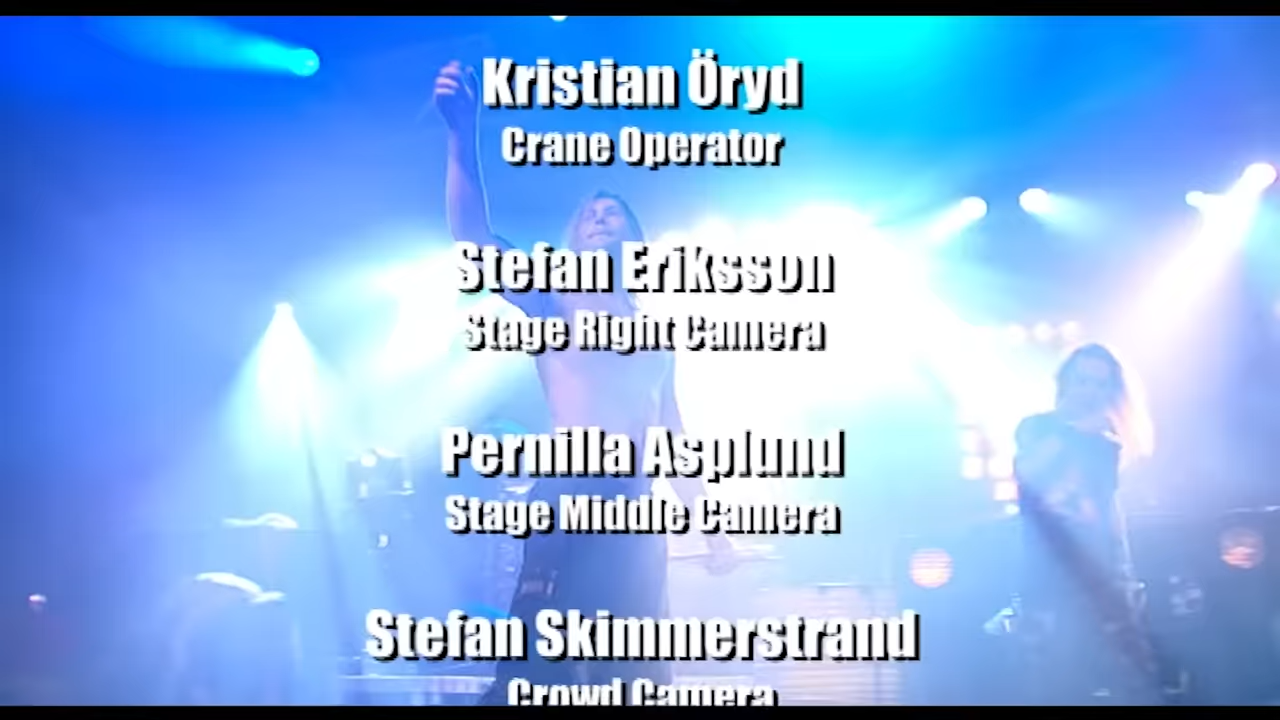 Kristian Öryd
Crane Operator
Stefan Eriksson
Stage Right Camera
Pernilla Asplund
Stage Middle Camera
Stefan Skimmerstrand
Crowd Camera